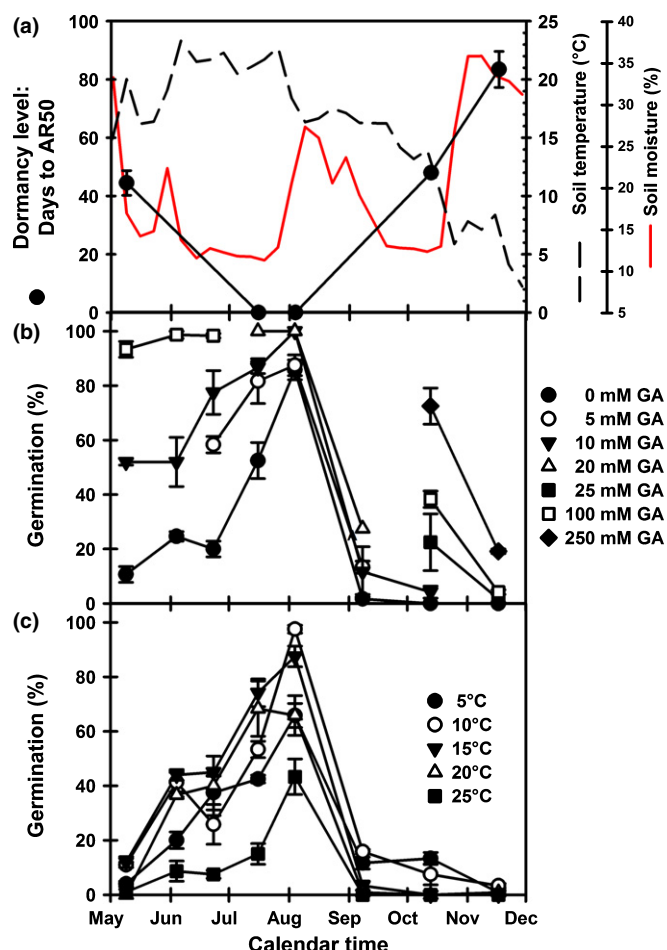 (a)
100
80
60
40
20
0
Dormancy level:
Days to AR50
25
20
15
10
5
0
Soil temperature (°C)
40
35
30
25
20
15
10
5
Soil moisture (%)
(b)
100
80
60
40
20
0
Germination (%)
0 mM GA
5 mM GA
10 mM GA
20 mM GA
25 mM GA
100 mM GA
250 mM GA
(c)
100
80
60
40
20
0
Germination (%)
5°C
10°C
15°C
20°C
25°C
May Jun Jul Aug Sep Oct Nov Dec
Calendar time